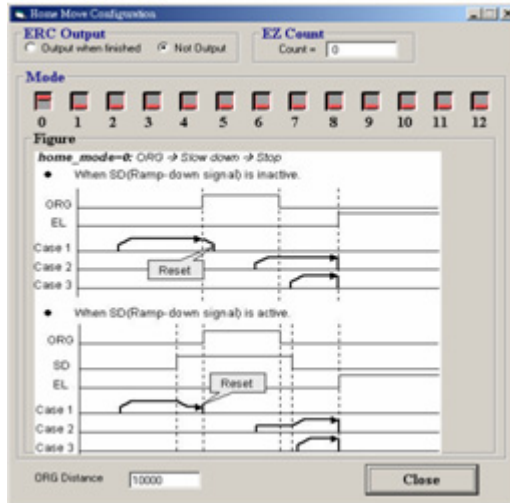 Home Move Configuration
ERC Output
Output when finished
Not Output
EZ Count
Count =
0
Mode
0 1 2 3 4 5 6 7 8 9 10 11 12
Figure
home_mode=0: ORG → Slow down → Stop
• When SD(Ramp-down signal) is inactive.
ORG
EL
Case 1
Reset
Case 2
Case 3
• When SD(Ramp-down signal) is active.
ORG
SD
EL
Reset
Case 1
Case 2
Case 3
ORG Distance
10000
Close